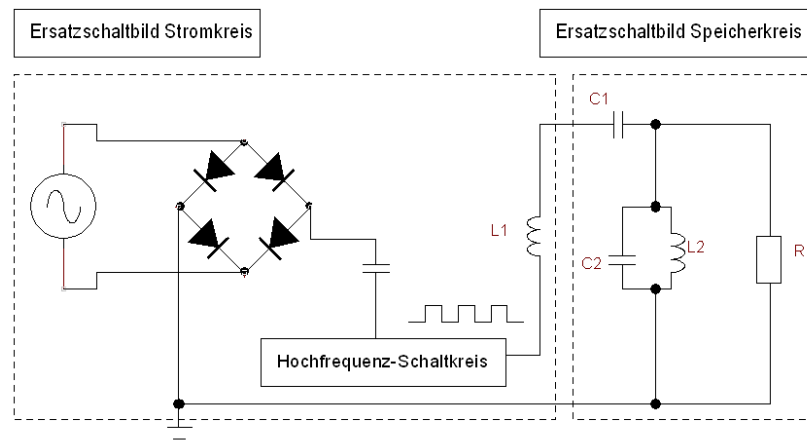 Ersatzschaltbild Stromkreis
Ersatzschaltbild Speicherkreis
C1
L1
C2
L2
R
Hochfrequenz-Schaltkreis